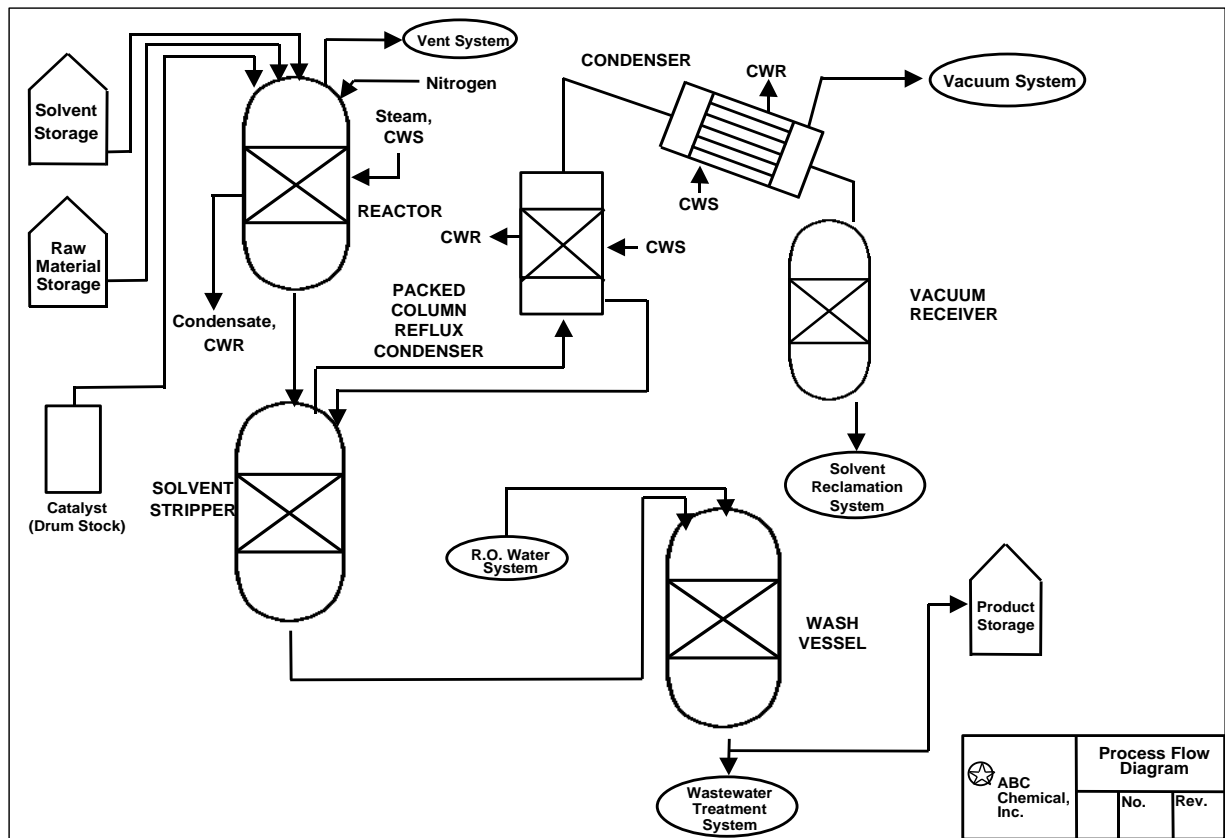 Vent System
Nitrogen
Solvent
Storage
Steam,
CWS
REACTOR
Raw
Material
Storage
Condensate,
CWR
Catalyst
(Drum Stock)
CONDENSER
CWR
CWS
Vacuum System
CWR
CWS
PACKED
COLUMN
REFLUX
CONDENSER
VACUUM
RECEIVER
Solvent
Reclamation
System
SOLVENT
STRIPPER
R.O. Water
System
WASH
VESSEL
Product
Storage
Wastewater
Treatment
System
ABC
Chemical,
Inc.
Process Flow
Diagram
No.
Rev.